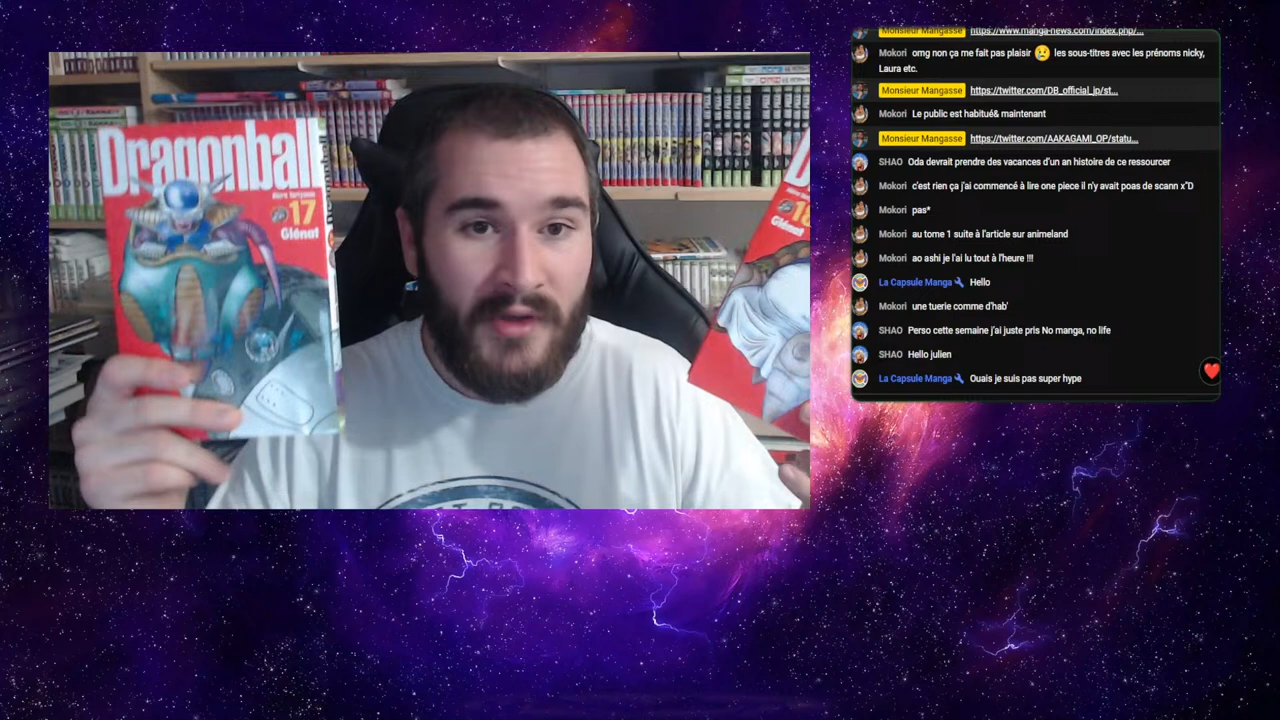 Dragonball
Akira Toriyama
17
Glénat
D
18
Glénat
Monsieur Mangasse https://www.manga-news.com/index.php/...
Mokori omg non ça me fait pas plaisir 😢 les sous-titres avec les prénoms nicky,
Laura etc.
Monsieur Mangasse https://twitter.com/DB_official_jp/st...
Mokori Le public est habitué& maintenant
Monsieur Mangasse https://twitter.com/AAKAGAMI_OP/statu...
SHAO Oda devrait prendre des vacances d'un an histoire de ce ressourcer
Mokori c'est rien ça j'ai commencé à lire one piece il n'y avait poas de scann x"D
Mokori pas*
Mokori au tome 1 suite à l'article sur animeland
Mokori ao ashi je l'ai lu tout à l'heure !!!
La Capsule Manga Hello
Mokori une tuerie comme d'hab'
SHAO Perso cette semaine j'ai juste pris No manga, no life
SHAO Hello julien
La Capsule Manga Ouais je suis pas super hype